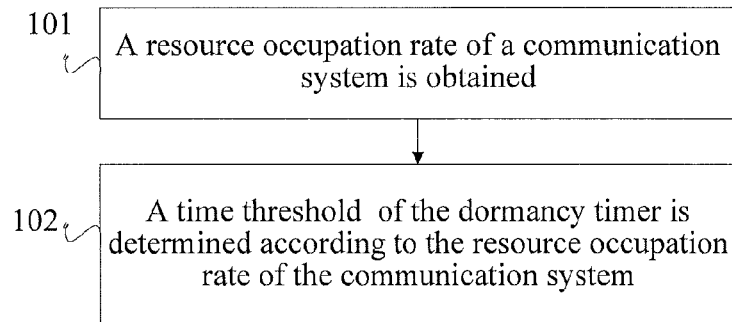 101
A resource occupation rate of a communication
system is obtained
102
A time threshold of the dormancy timer is
determined according to the resource occupation
rate of the communication system